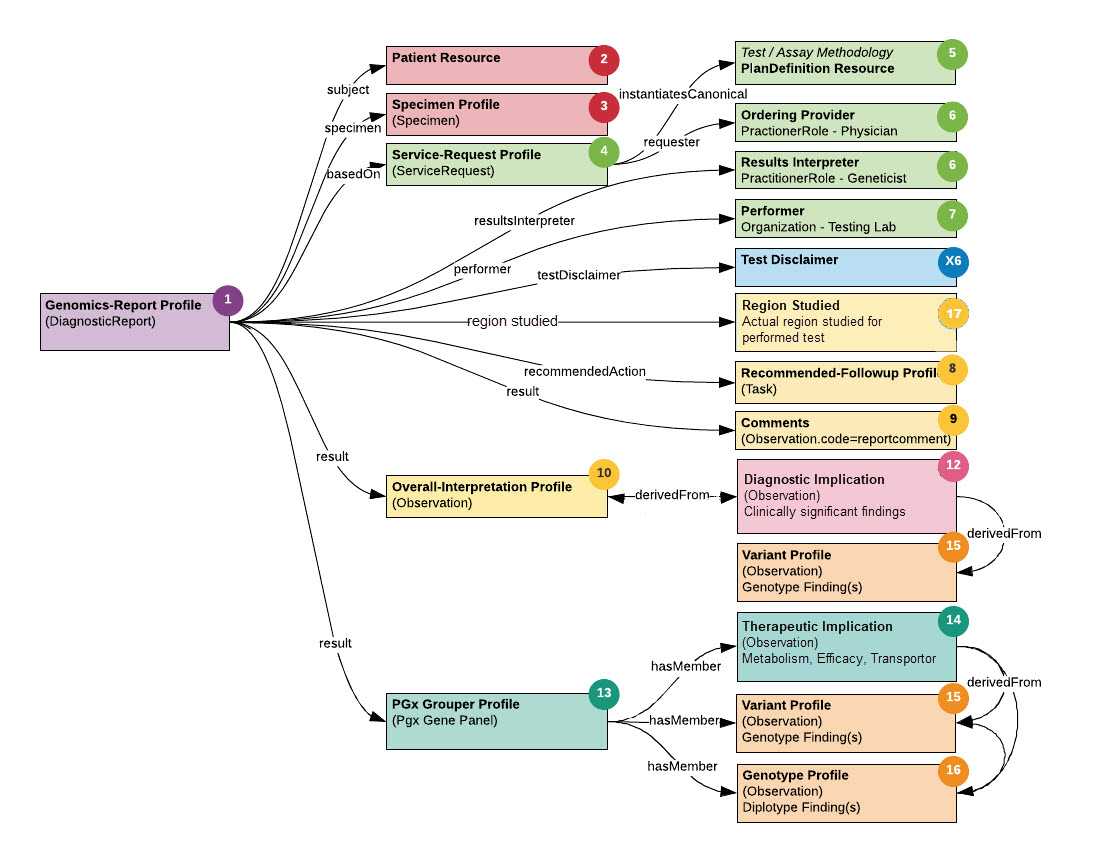 Genomics-Report Profile
(DiagnosticReport)
1
subject
specimen
basedOn
resultsInterpreter
performer
testDisclaimer
region studied
recommendedAction
result
result
result
Patient Resource
2
Specimen Profile
(Specimen)
3
Service-Request Profile
(ServiceRequest)
4
instantiatesCanonical
requester
Test / Assay Methodology
PlanDefinition Resource
5
Ordering Provider
PractionerRole - Physician
6
Results Interpreter
PractitionerRole - Geneticist
6
Performer
Organization - Testing Lab
7
Test Disclaimer
X6
Region Studied
Actual region studied for
performed test
17
Recommended-Followup Profil
(Task)
8
Comments
(Observation.code=reportcomment)
9
Overall-Interpretation Profile
(Observation)
10
derivedFrom
Diagnostic Implication
(Observation)
Clinically significant findings
12
derivedFrom
Variant Profile
(Observation)
Genotype Finding(s)
15
PGx Grouper Profile
(Pgx Gene Panel)
13
hasMember
hasMember
hasMember
Therapeutic Implication
(Observation)
Metabolism, Efficacy, Transportor
14
derivedFrom
Variant Profile
(Observation)
Genotype Finding(s)
15
Genotype Profile
(Observation)
Diplotype Finding(s)
16